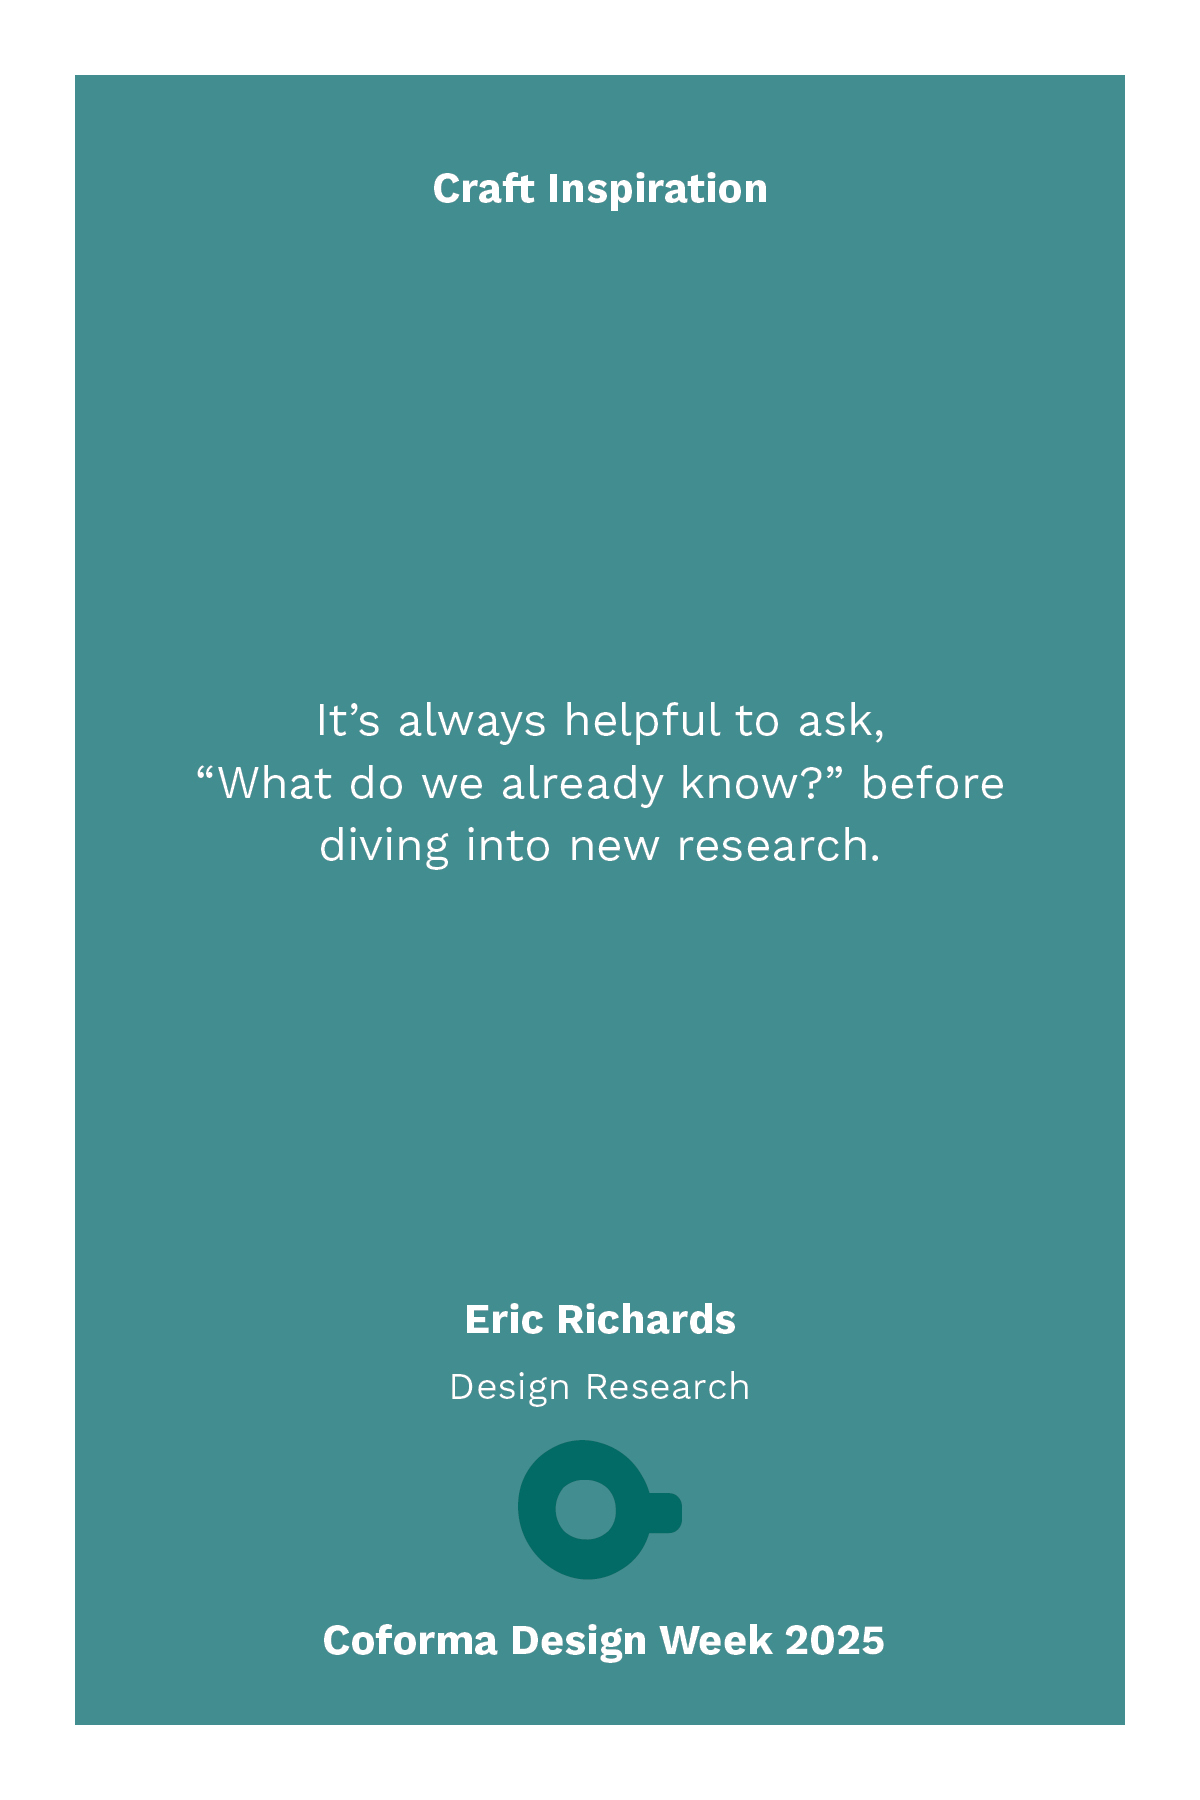 Craft Inspiration
It’s always helpful to ask,
“What do we already know?” before
diving into new research.
Eric Richards
Design Research
Coforma Design Week 2025